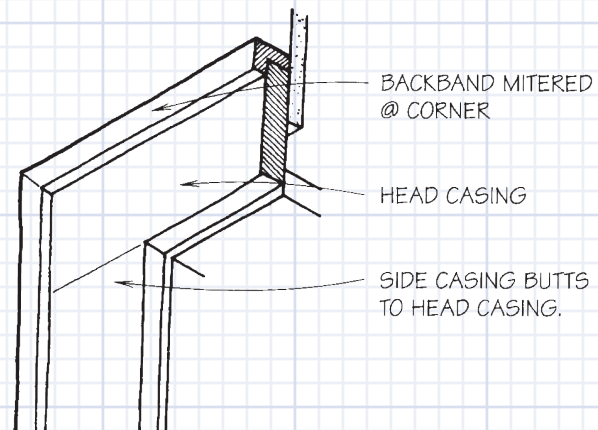 BACKBAND MITERED
@ CORNER
HEAD CASING
SIDE CASING BUTTS
TO HEAD CASING.